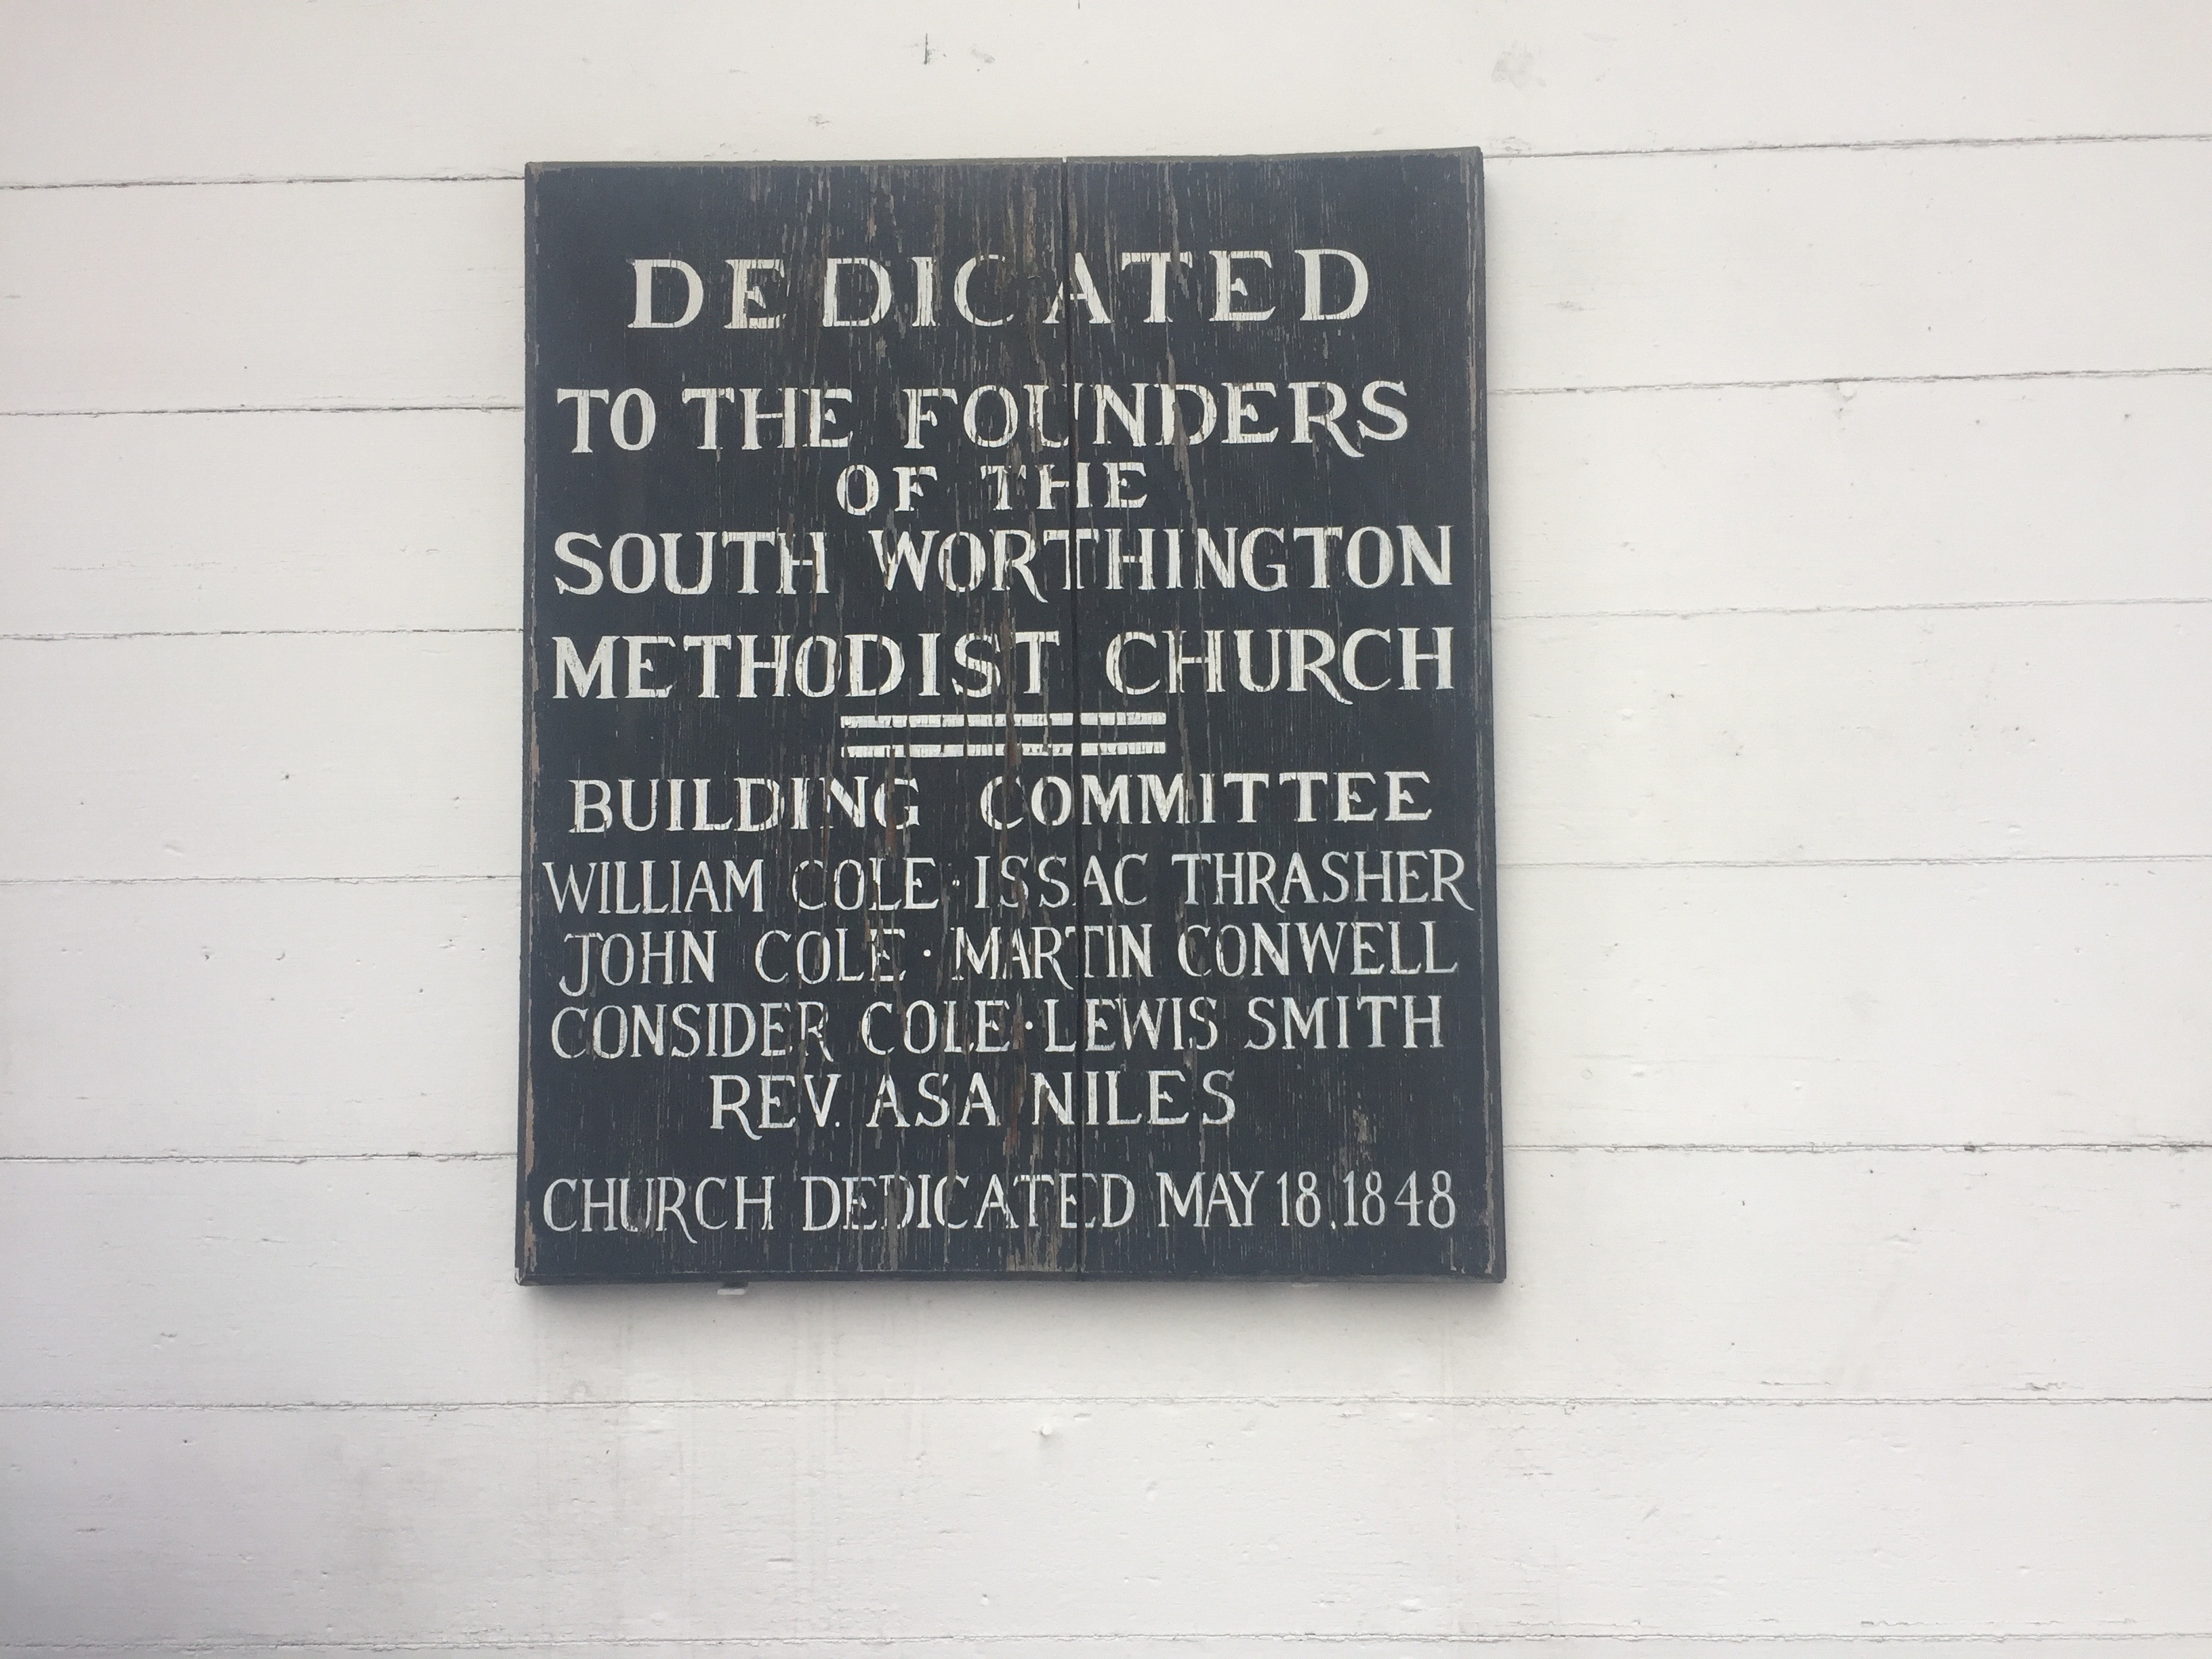 DEDICATED
TO THE FOUNDERS
OF THE
SOUTH WORTHINGTON
METHODIST CHURCH
BUILDING COMMITTEE
WILLIAM COLE · ISSAC THRASHER
JOHN COLE · MARTIN CONWELL
CONSIDER COLE · LEWIS SMITH
REV. ASA NILES
CHURCH DEDICATED MAY 18, 1848